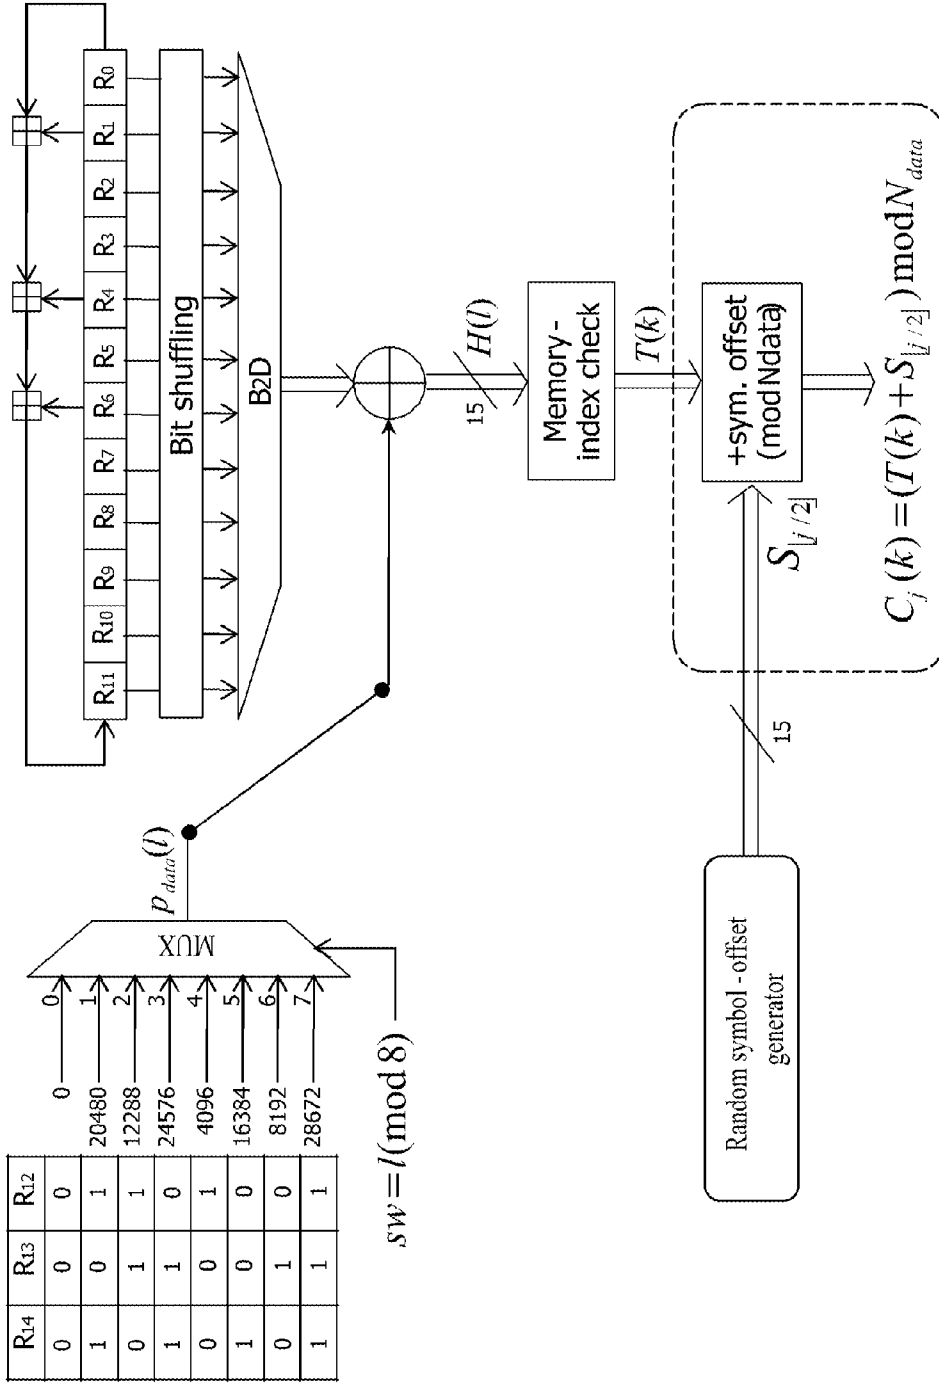 R14 R13 R12
0 0 0 0 0
1 0 1 20480 1
0 1 1 12288 2
1 1 0 24576 3
0 0 1 4096 4
1 0 0 16384 5
0 1 0 8192 6
1 1 1 28672 7
MUX
p_data(l)
sw = l(mod 8)
R11 R10 R9 R8 R7 R6 R5 R4 R3 R2 R1 R0
Bit shuffling
B2D
15
H(l)
Memory-
index check
T(k)
Random symbol - offset
generator
15
S⌊j/2⌋
+sym. offset
(mod Ndata)
C_j(k) = (T(k) + S⌊j/2⌋) mod N_data